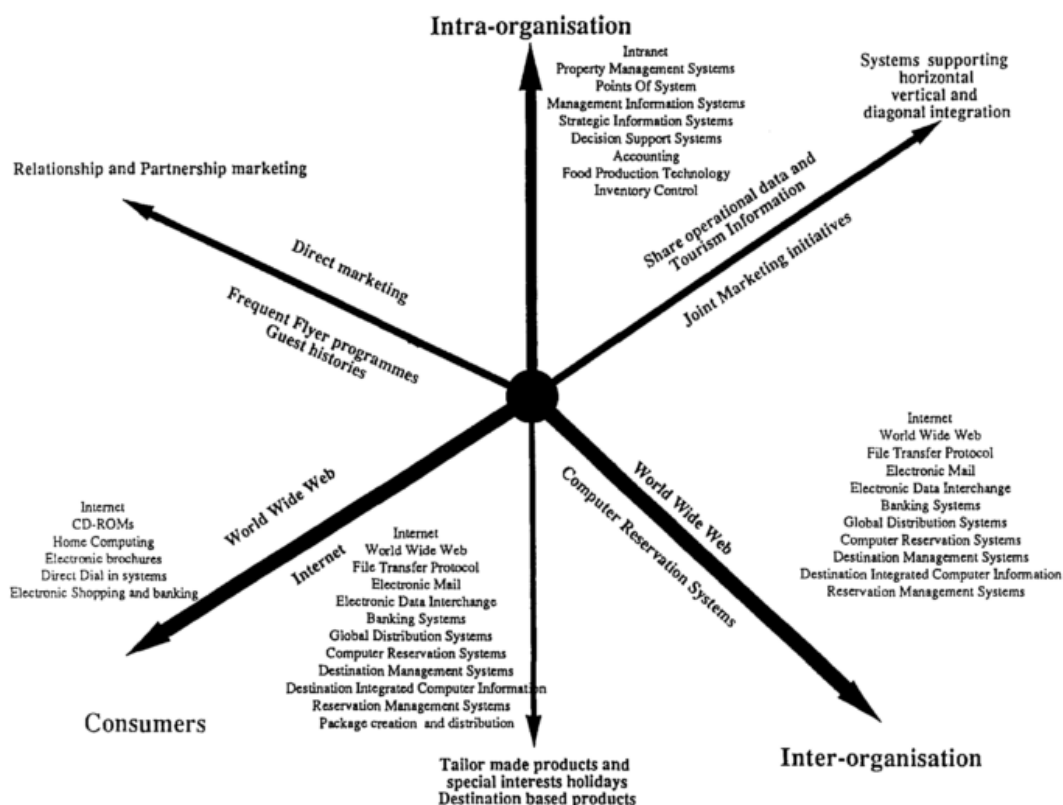 Intra-organisation
Intranet
Property Management Systems
Points Of System
Management Information Systems
Strategic Information Systems
Decision Support Systems
Accounting
Food Production Technology
Inventory Control
Systems supporting
horizontal
vertical and
diagonal integration
Relationship and Partnership marketing
Direct marketing
Frequent Flyer programmes
Guest histories
Share operational data and
Tourism Information
Joint Marketing initiatives
World Wide Web
Internet
Internet
CD-ROMs
Home Computing
Electronic brochures
Direct Dial in systems
Electronic Shopping and banking
Consumers
Internet
World Wide Web
File Transfer Protocol
Electronic Mail
Electronic Data Interchange
Banking Systems
Global Distribution Systems
Computer Reservation Systems
Destination Management Systems
Destination Integrated Computer Information
Reservation Management Systems
Package creation and distribution
Tailor made products and
special interests holidays
Destination based products
World Wide Web
Computer Reservation Systems
Internet
World Wide Web
File Transfer Protocol
Electronic Mail
Electronic Data Interchange
Banking Systems
Global Distribution Systems
Computer Reservation Systems
Destination Management Systems
Destination Integrated Computer Information
Reservation Management Systems
Inter-organisation